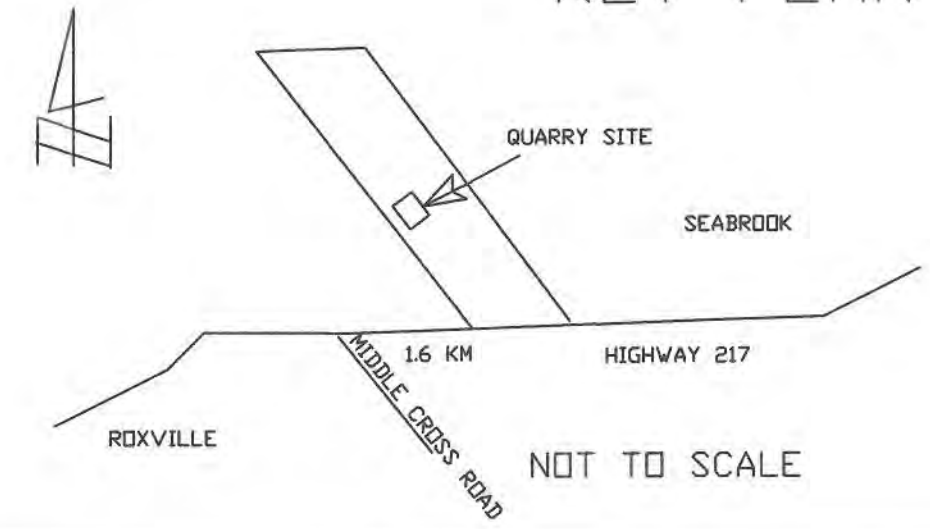 QUARRY SITE
SEABROOK
1.6 KM
HIGHWAY 217
MIDDLE CROSS ROAD
ROXVILLE
NOT TO SCALE